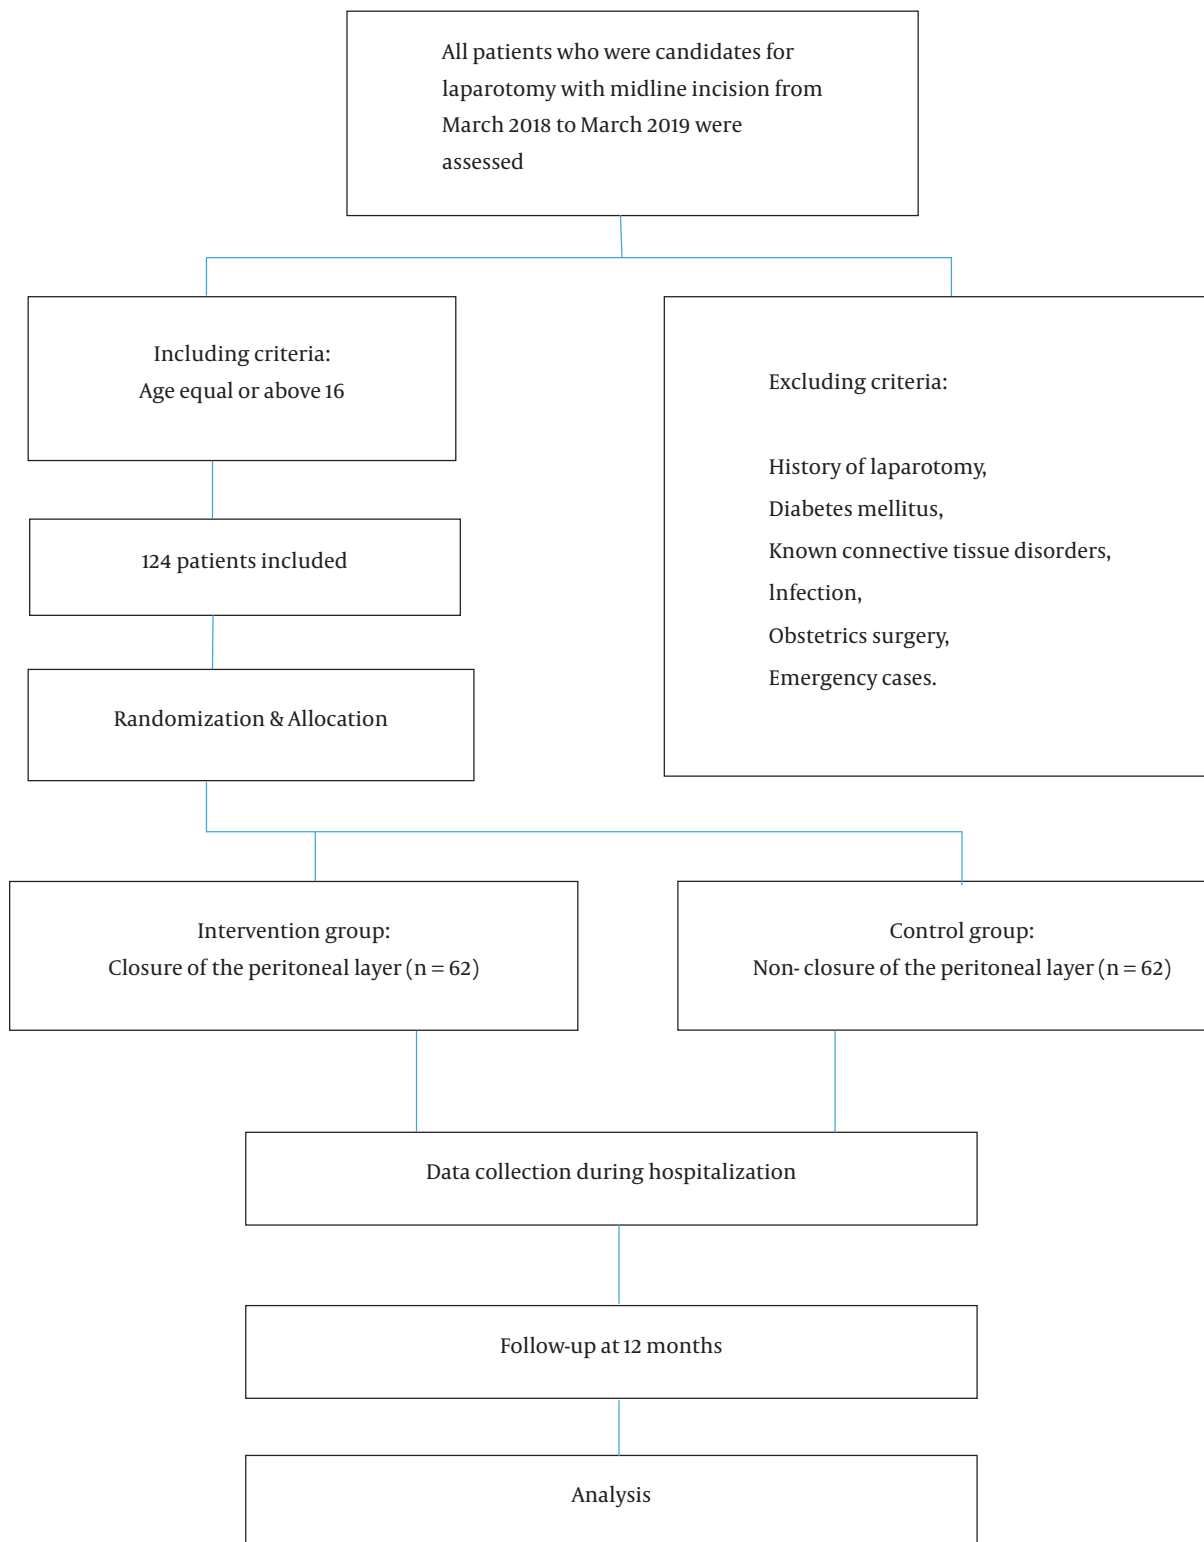 All patients who were candidates for
laparotomy with midline incision from
March 2018 to March 2019 were
assessed
Including criteria:
Age equal or above 16
Excluding criteria:
History of laparotomy,
Diabetes mellitus,
Known connective tissue disorders,
Infection,
Obstetrics surgery,
Emergency cases.
124 patients included
Randomization & Allocation
Intervention group:
Closure of the peritoneal layer (n = 62)
Control group:
Non- closure of the peritoneal layer (n = 62)
Data collection during hospitalization
Follow-up at 12 months
Analysis